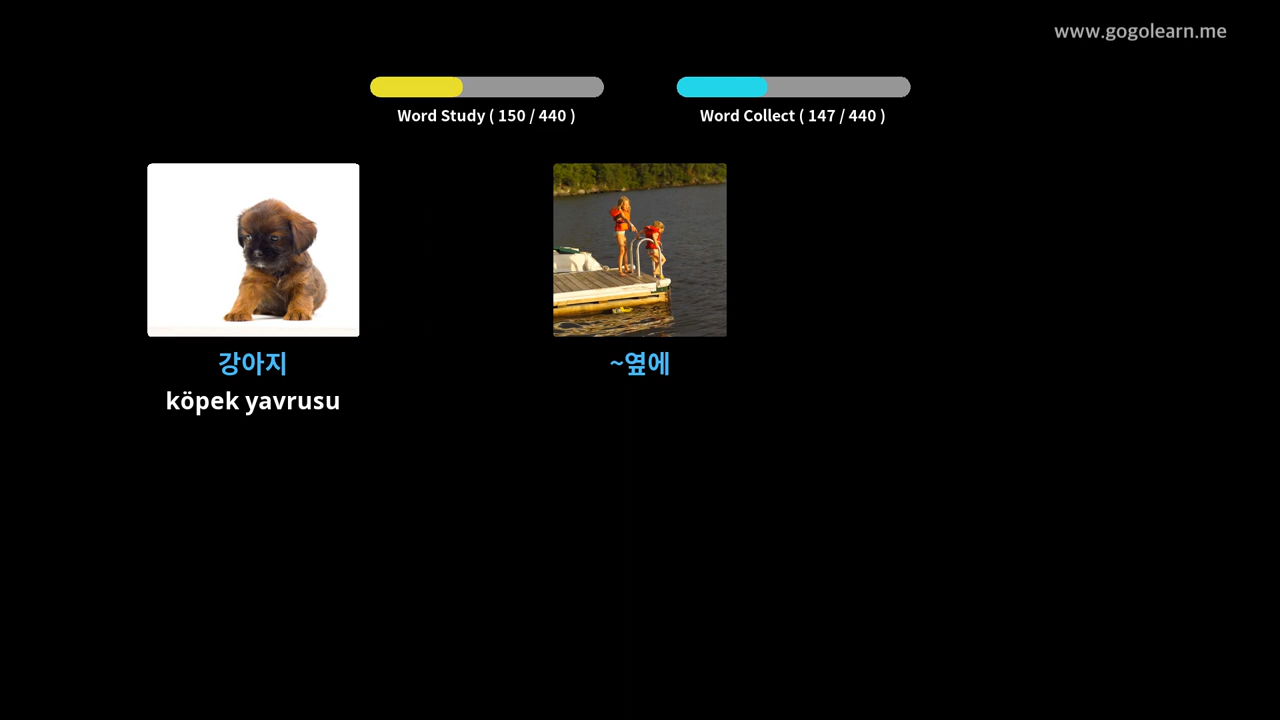 www.gogolearn.me
Word Study ( 150 / 440 )
Word Collect ( 147 / 440 )
강아지
köpek yavrusu
~옆에